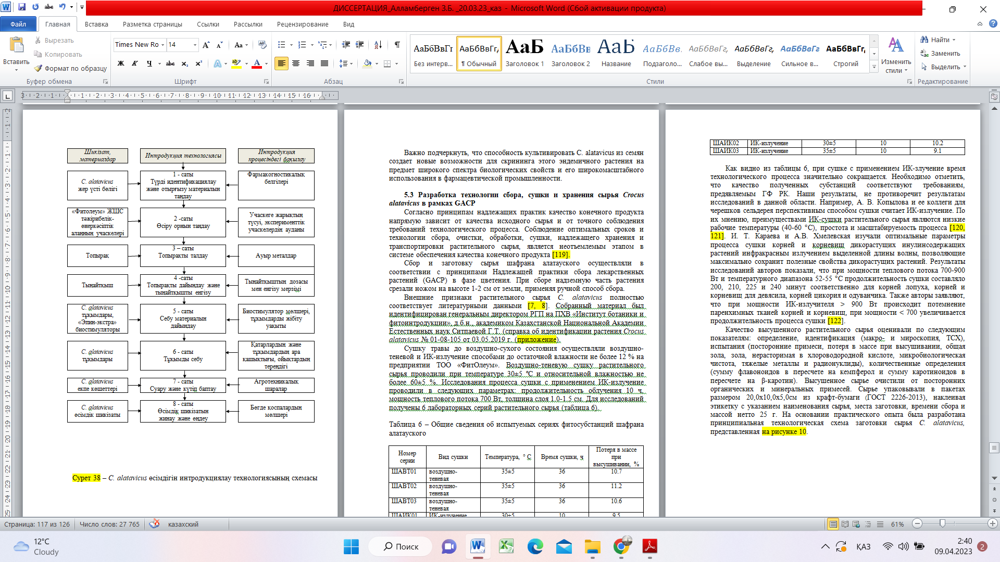 ДИССЕРТАЦИЯ_Алламберген З.Б. _20.03.23_каз - Microsoft Word (Сбой активации продукта)
Файл Главная Вставка Разметка страницы Ссылки Рассылки Рецензирование Вид
Вставить
Вырезать
Копировать
Формат по образцу
Буфер обмена
Times New Ro 14
Шрифт
Абзац
АаБбВвГг Без интерв...
АаБбВвГг, ¶ Обычный
АаБ Заголовок 1
АаБбВв Заголовок 2
АаБ Название
АаБбВв. Подзаголо...
АаБбВвГг, Слабое вы...
АаБбВвГг, Выделение
АаБбВвГг Сильное в...
АаБбВвГг, Строгий
Стили
Изменить стили
Найти
Заменить
Выделить
Редактирование
Шикізат, материалдар
Интродукция технологиясы
Интродукция процесіндегі бақылау
C. alatavicus
жер үсті бөлігі
1 - саты
Түрді идентификациялау
және отырғызу материалын
таңдау
Фармакогностикалық
белгілері
«Фитолеум» ЖШС
тәжірибелік-
өнеркәсіптік
алаңның учаскелері
2 -саты
Өсіру орнын таңдау
Учаскеге жарықтың
түсуі, эксперименттік
учаскелердің ауданы
Топырақ
3 – саты
Топырақты талдау
Ауыр металдар
Тыңайтқыш
4 -саты
Топырақты дайындау және
тыңайтқышты енгізу
Тыңайтқыштың дозасы
мен енгізу мерзімі
C. alatavicus
тұқымдары,
«Эпин-экстра»
биостимуляторы
5 - саты
Себу материалын
дайындау
Биостимулятор мөлшері,
тұқымдарды жібіту
уақыты
C. alatavicus
тұқымдары
6 - саты
Тұқымды себу
Қатарлардың және
тұқымдардың ара
қашықтығы, ойықтардың
тереңдігі
C. alatavicus
екпе көшеттері
7 - саты
Суару және күтіп баптау
Агротехникалық
шаралар
C. alatavicus
өсімдік шикізаты
8 - саты
Өсімдік шикізатын
жинау және өңдеу
Бөгде қоспалардың
мөлшері
Сурет 38 – C. alatavicus өсімдігін интродукциялау технологиясының схемасы
Важно подчеркнуть, что способность культивировать C. alatavicus из семян
создает новые возможности для скрининга этого эндемичного растения на
предмет широкого спектра биологических свойств и его широкомасштабного
использования в фармацевтической промышленности.
5.3 Разработка технологии сбора, сушки и хранения сырья Crocus
alatavicus в рамках GACP
Согласно принципам надлежащих практик качество конечного продукта
напрямую зависит от качества исходного сырья и от точного соблюдения
требований технологического процесса. Соблюдение оптимальных сроков и
технологии сбора, очистки, обработки, сушки, надлежащего хранения и
транспортировки растительного сырья, является неотъемлемым этапом в
системе обеспечения качества конечного продукта [119].
Сбор и заготовку сырья шафрана алатауского осуществляли в
соответствии с принципами Надлежащей практики сбора лекарственных
растений (GACP) в фазе цветения. При сборе надземную часть растения
срезали ножом на высоте 1-2 см от земли, применяя ручной способ сбора.
Внешние признаки растительного сырья C. alatavicus полностью
соответствует литературными данными [7, 8]. Собранный материал был
идентифицирован генеральным директором РГП на ПХВ «Институт ботаники и
фитоинтродукции», д.б.н., академиком Казахстанской Национальной Академии
Естественных наук Ситпаевой Г.Т. (справка об идентификации растения Crocus
alatavicus № 01-08-105 от 03.05.2019 г. (приложение).
Сушку травы до воздушно-сухого состояния осуществляли воздушно-
теневой и ИК-излучение способами до остаточной влажности не более 12 % на
предприятии ТОО «ФитОлеум». Воздушно-теневую сушку растительного
сырья проводили при температуре 30±5 °С и относительной влажностью не
более 60±5 %. Исследования процесса сушки с применением ИК-излучение
проводили в следующих параметрах: продолжительность облучения 10 ч,
мощность теплового потока 700 Вт, толщина слоя 1,0-1,5 см. Для исследований
получены 6 лабораторных серий растительного сырья (таблица 6).
Таблица 6 – Общие сведения об испытуемых сериях фитосубстанций шафрана
алатауского
Номер серии | Вид сушки | Температура, ° С | Время сушки, ч | Потеря в массе при высушивании, %
ШАВТ01 воздушно-теневая 35±5 36 10.7
ШАВТ02 воздушно-теневая 35±5 36 11.2
ШАВТ03 воздушно-теневая 35±5 36 10.6
ШАИК01 ИК-излучение 30±5 10 9.5
ШАИК02 ИК-излучение 30±5 10 10.2
ШАИК03 ИК-излучение 35±5 10 9.1
Как видно из таблицы 6, при сушке с применением ИК-злучение время
технологического процесса значительно сокращается. Необходимо отметить,
что качество полученных субстанций соответствуют требованиям,
предявляемым ГФ РК. Наши результаты, не противоречит результатам
исследований в данной области. Например, А. В. Копылова и ее коллеги для
черешков сельдерея перспективным способом сушки считает ИК-излучение. По
их мнению, преимуществами ИК-сушки растительного сырья являются низкие
рабочие температуры (40-60 °С), простота и масштабируемость процесса [120,
121]. И. Т. Караева и А.В. Хмелевская изучали оптимальные параметры
процесса сушки корней и корневищ дикорастущих инулинсодержащих
растений инфракрасным излучением выделенной длины волны, позволяющие
максимально сохранит полезные свойства дикорастущих растений. Результаты
исследований авторов показали, что при мощности теплового потока 700-900
Вт и температурного диапазона 52-55 °С продолжительность сушки составляло
200, 210, 225 и 240 минут соответственно для корней лопуха, корней и
корневищ для девясила, корней цикория и одуванчика. Также авторы заявляют,
что при мощности ИК-излучителя > 900 Вт происходит потемнение
паренхимных тканей корней и корневищ, при мощности < 700 увеличивается
продолжительность процесса сушки [122].
Качество высушенного растительного сырья оценивали по следующим
показателям: определение, идентификация (макро- и мироскопия, ТСХ),
испытания (посторонние примеси, потеря в массе при высушивании, общая
зола, зола, нерасторимая в хлороводородной кислоте, микробиологическая
чистота, тяжелые металлы и радионуклиды), количественные определения
(сумму флавоноидов в пересчете на кемпферол и сумму каротиноидов в
пересчете на β-каротин). Высушенное сырье очистили от посторонних
органических и минеральных примесей. Сырье упаковывали в пакетах
размером 20,0х10,0х5,0см из крафт-бумаги (ГОСТ 2226-2013), наклеивая
этикетку с указанием наименования сырья, места заготовки, времени сбора и
массой нетто 25 г. На основании практического опыта была разработана
принципиальная технологическая схема заготовки сырья C. alatavicus,
представленная на рисунке 10.
Страница: 117 из 126 Число слов: 27 765 казахский 61%
12°C
Cloudy
Поиск
ҚАЗ
2:40
09.04.2023
2